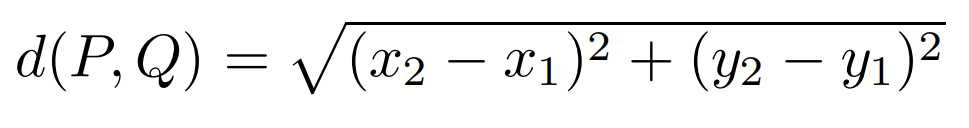 d(P, Q) = √((x₂ − x₁)² + (y₂ − y₁)²)